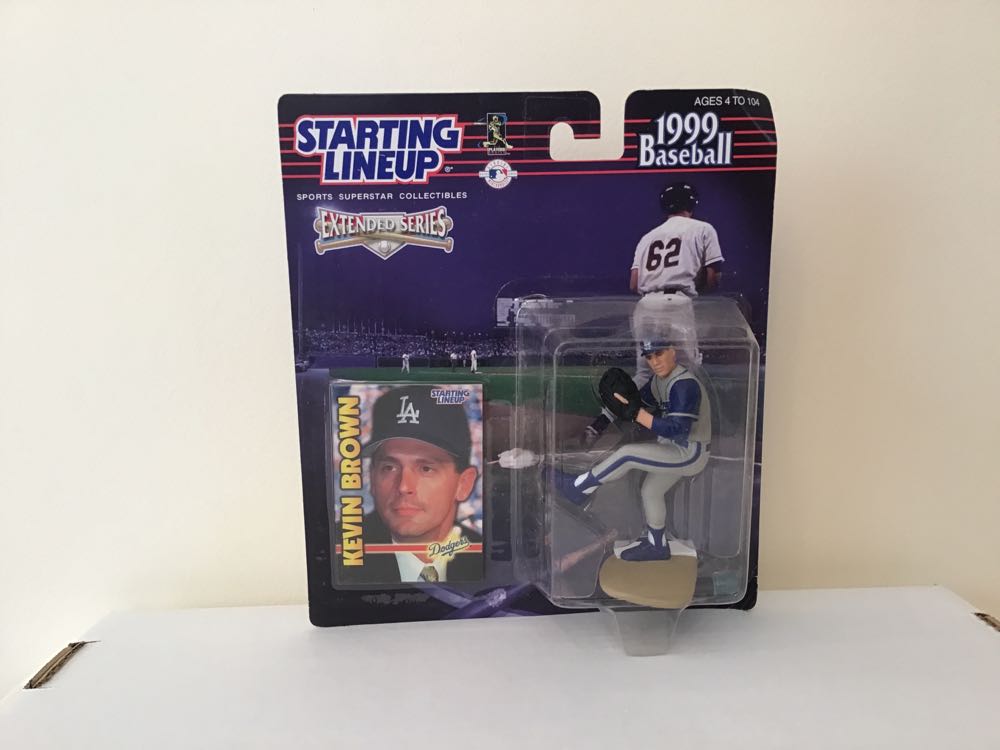 AGES 4 TO 104
STARTING
LINEUP
®
1999
Baseball
SPORTS SUPERSTAR COLLECTIBLES
EXTENDED SERIES
62
STARTING
LINEUP
LA
KEVIN BROWN
Dodgers